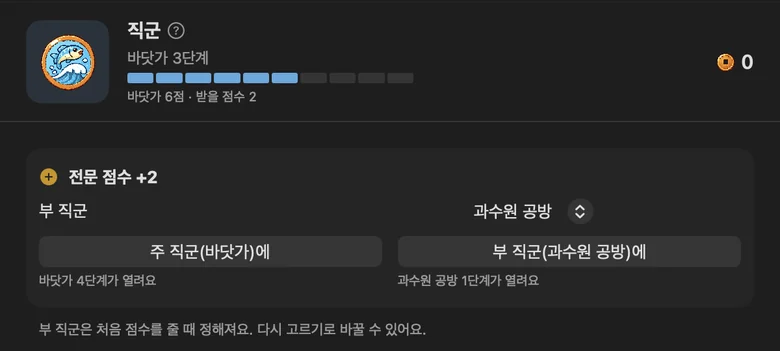 직군 ?
바닷가 3단계
바닷가 6점 · 받을 점수 2
0
전문 점수 +2
부 직군
과수원 공방
주 직군(바닷가)에
부 직군(과수원 공방)에
바닷가 4단계가 열려요
과수원 공방 1단계가 열려요
부 직군은 처음 점수를 줄 때 정해져요. 다시 고르기로 바꿀 수 있어요.